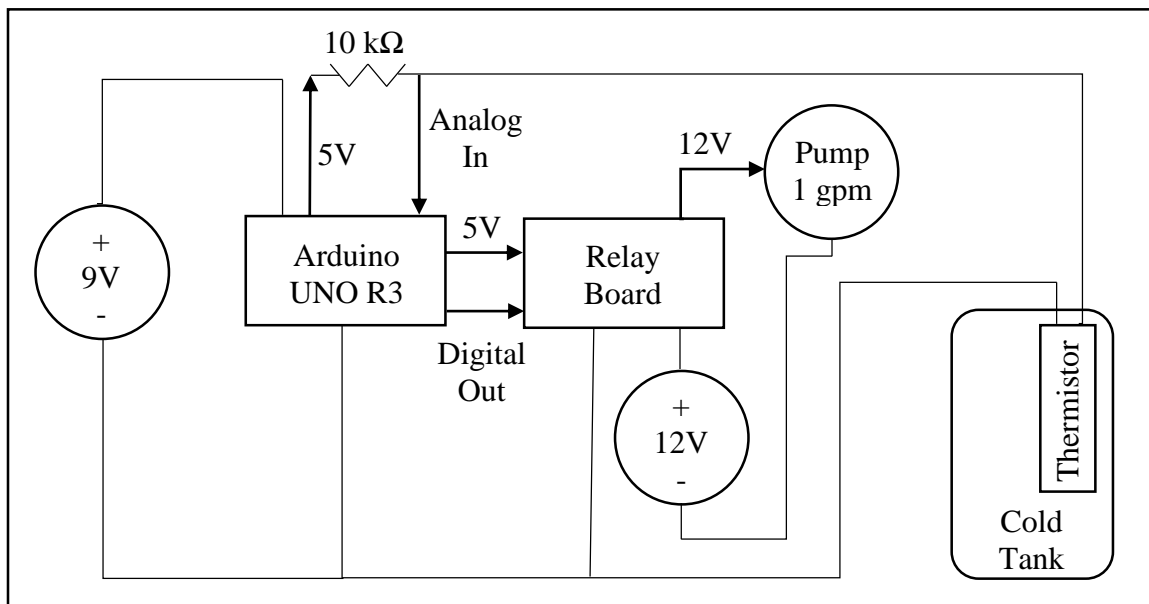 10 kΩ
5V
Analog
In
+
9V
-
Arduino
UNO R3
5V
Digital
Out
Relay
Board
12V
Pump
1 gpm
+
12V
-
Thermistor
Cold
Tank